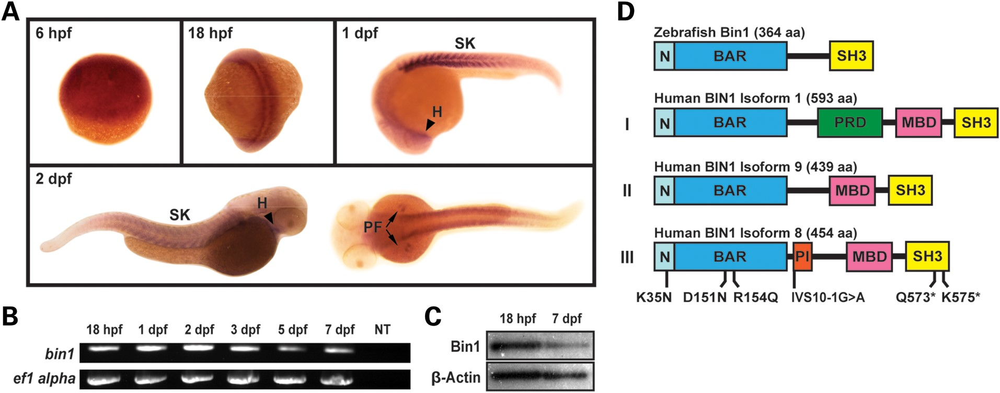 A
6 hpf
18 hpf
1 dpf
SK
H
2 dpf
SK
H
PF
B
18 hpf 1 dpf 2 dpf 3 dpf 5 dpf 7 dpf NT
bin1
ef1 alpha
C
18 hpf 7 dpf
Bin1
β-Actin
D
Zebrafish Bin1 (364 aa)
N BAR SH3
Human BIN1 Isoform 1 (593 aa)
I N BAR PRD MBD SH3
Human BIN1 Isoform 9 (439 aa)
II N BAR MBD SH3
Human BIN1 Isoform 8 (454 aa)
III N BAR PI MBD SH3
K35N D151N R154Q IVS10-1G>A Q573* K575*